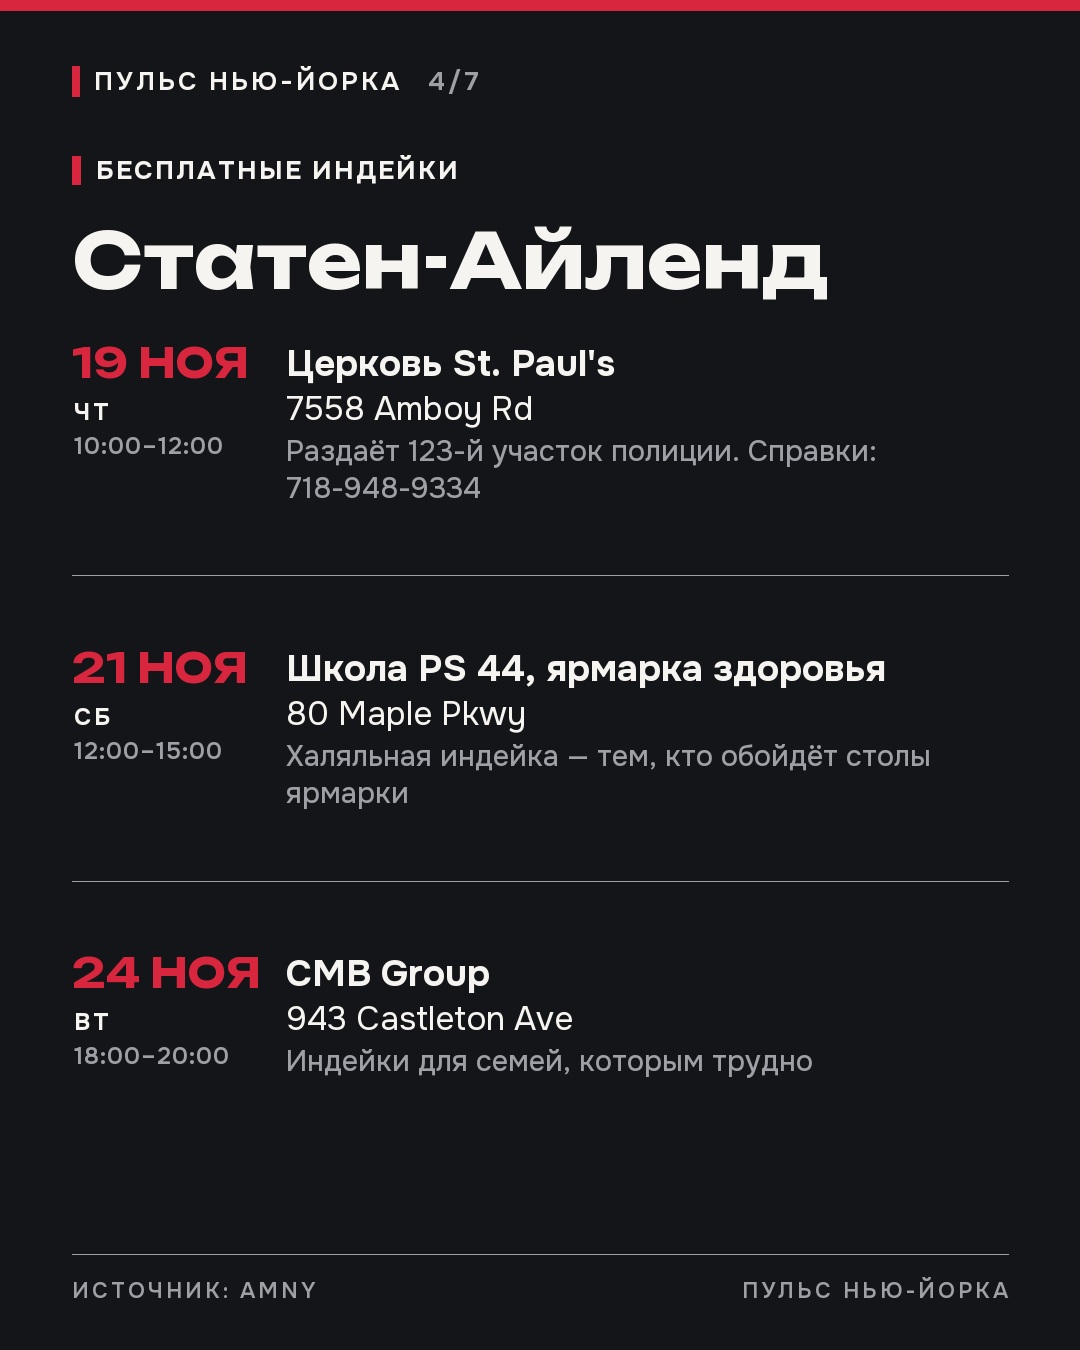 ПУЛЬС НЬЮ-ЙОРКА 4/7
БЕСПЛАТНЫЕ ИНДЕЙКИ
Статен-Айленд
19 НОЯ
ЧТ
10:00–12:00
Церковь St. Paul's
7558 Amboy Rd
Раздаёт 123-й участок полиции. Справки:
718-948-9334
21 НОЯ
СБ
12:00–15:00
Школа PS 44, ярмарка здоровья
80 Maple Pkwy
Халяльная индейка — тем, кто обойдёт столы
ярмарки
24 НОЯ
ВТ
18:00–20:00
CMB Group
943 Castleton Ave
Индейки для семей, которым трудно
ИСТОЧНИК: AMNY
ПУЛЬС НЬЮ-ЙОРКА